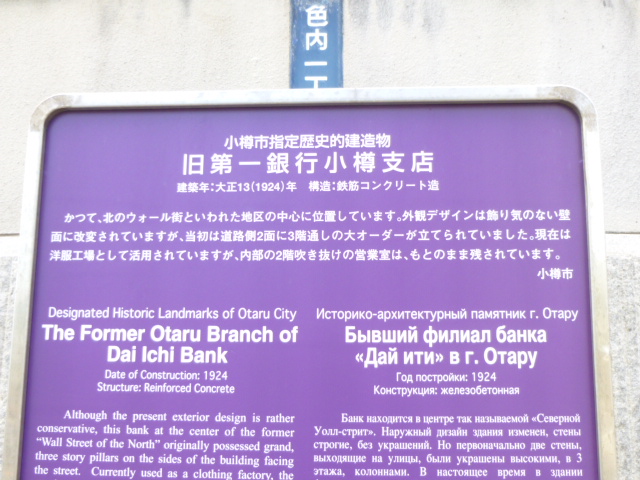 色内一丁
小樽市指定歴史的建造物
旧第一銀行小樽支店
建築年:大正13(1924)年　構造:鉄筋コンクリート造
かつて、北のウォール街といわれた地区の中心に位置しています。外観デザインは飾り気のない壁
面に改変されていますが、当初は道路側2面に3階通しの大オーダーが立てられていました。現在は
洋服工場として活用されていますが、内部の2階吹き抜けの営業室は、もとのまま残されています。
小樽市
Designated Historic Landmarks of Otaru City
The Former Otaru Branch of
Dai Ichi Bank
Date of Construction: 1924
Structure: Reinforced Concrete
Although the present exterior design is rather
conservative, this bank at the center of the former
"Wall Street of the North" originally possessed grand,
three story pillars on the sides of the building facing
the street. Currently used as a clothing factory, the
Историко-архитектурный памятник г. Отару
Бывший филиал банка
«Дай ити» в г. Отару
Год постройки: 1924
Конструкция: железобетонная
Банк находится в центре так называемой «Северной
Уолл-стрит». Наружный дизайн здания изменен, стены
строгие, без украшений. Но первоначально две стены,
выходящие на улицы, были украшены высокими, в 3
этажа, колоннами. В настоящее время в здании